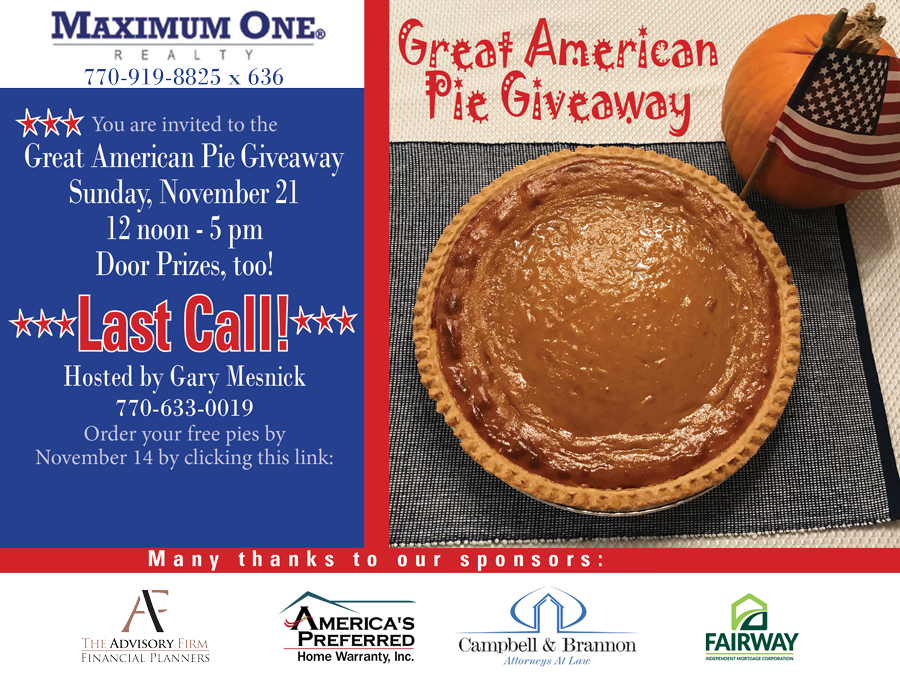 MAXIMUM ONE®
REALTY
770-919-8825 x 636
You are invited to the
Great American Pie Giveaway
Sunday, November 21
12 noon - 5 pm
Door Prizes, too!
Last Call!
Hosted by Gary Mesnick
770-633-0019
Order your free pies by
November 14 by clicking this link:
Great American
Pie Giveaway
Many thanks to our sponsors:
AF
THE ADVISORY FIRM
FINANCIAL PLANNERS
AMERICA'S
PREFERRED
Home Warranty, Inc.
Campbell & Brannon
Attorneys At Law
FAIRWAY
INDEPENDENT MORTGAGE CORPORATION